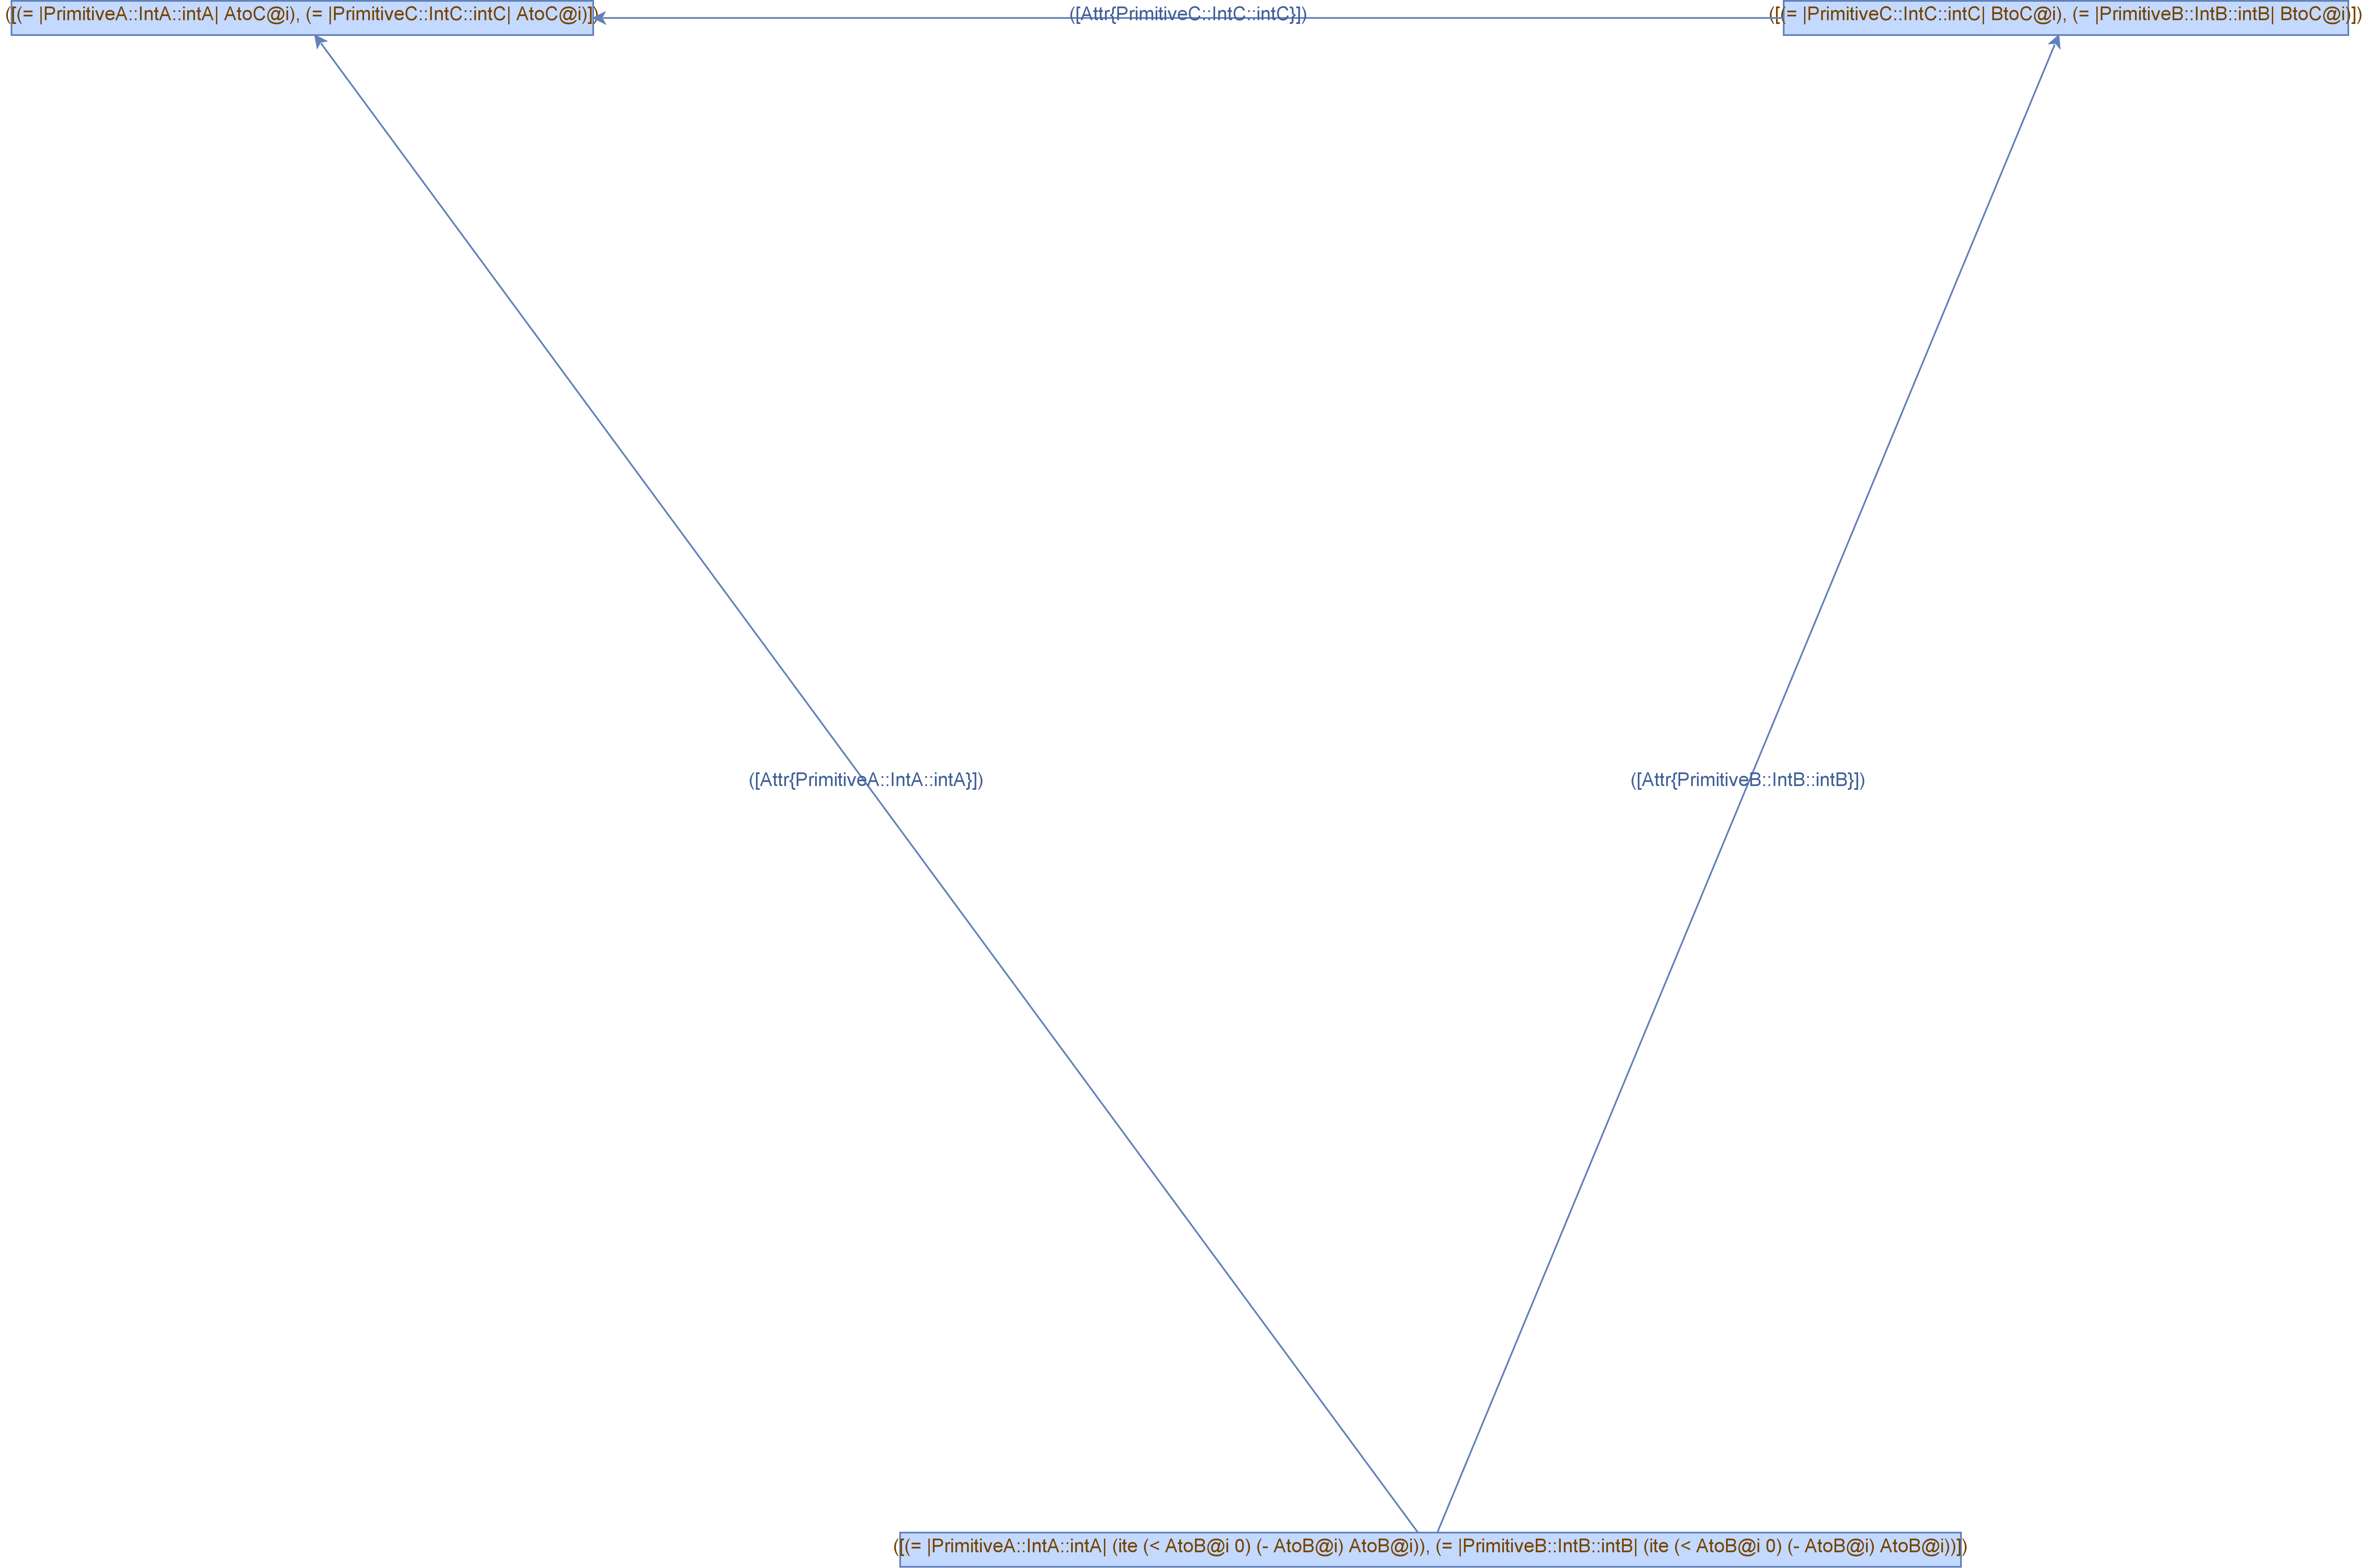 ([(= |PrimitiveA::IntA::intA| AtoC@i), (= |PrimitiveC::IntC::intC| AtoC@i)])
([Attr{PrimitiveC::IntC::intC}])
([(= |PrimitiveC::IntC::intC| BtoC@i), (= |PrimitiveB::IntB::intB| BtoC@i)])
([Attr{PrimitiveA::IntA::intA}])
([Attr{PrimitiveB::IntB::intB}])
([(= |PrimitiveA::IntA::intA| (ite (< AtoB@i 0) (- AtoB@i) AtoB@i)), (= |PrimitiveB::IntB::intB| (ite (< AtoB@i 0) (- AtoB@i) AtoB@i))])